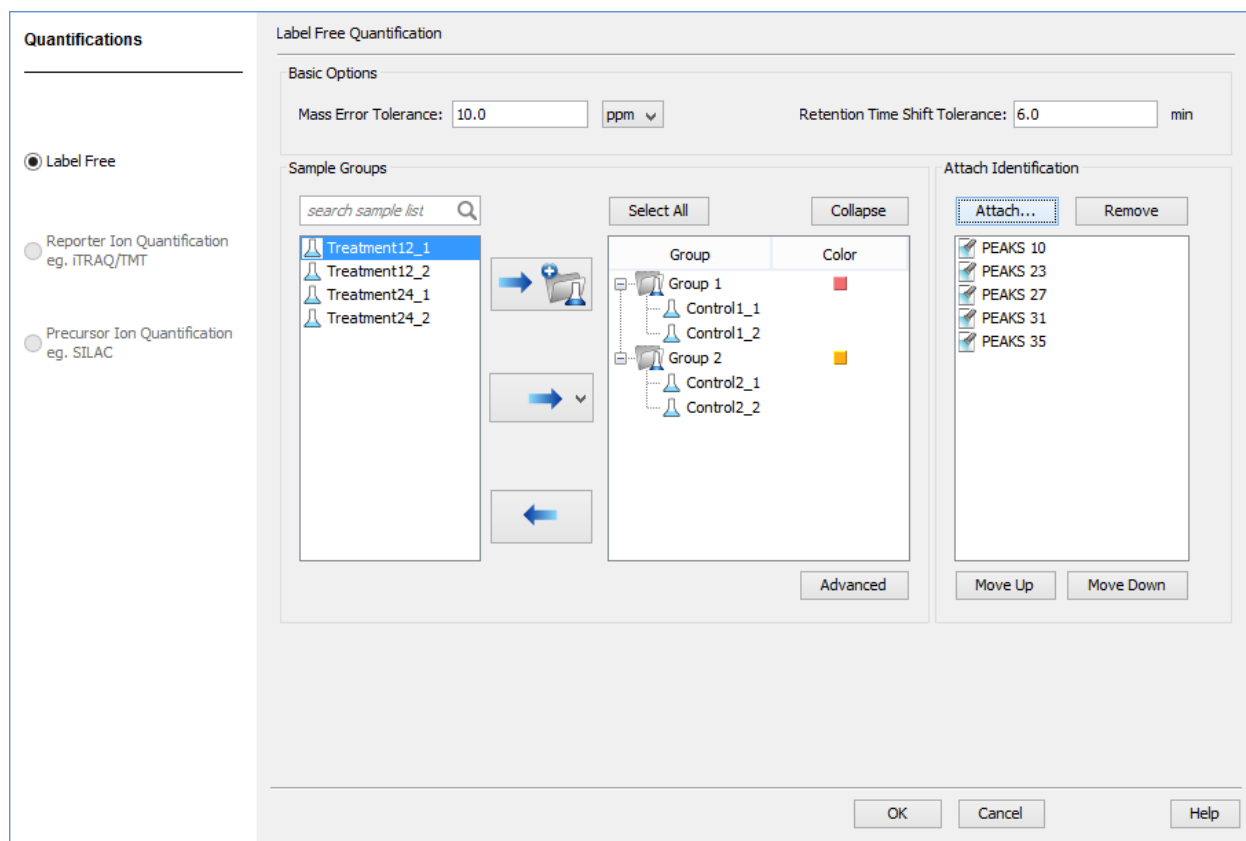 Quantifications
Label Free
Reporter Ion Quantification
eg. iTRAQ/TMT
Precursor Ion Quantification
eg. SILAC
Label Free Quantification
Basic Options
Mass Error Tolerance: 10.0 ppm
Retention Time Shift Tolerance: 6.0 min
Sample Groups
search sample list
Treatment12_1
Treatment12_2
Treatment24_1
Treatment24_2
Select All
Collapse
Group Color
Group 1
Control1_1
Control1_2
Group 2
Control2_1
Control2_2
Advanced
Attach Identification
Attach...
Remove
PEAKS 10
PEAKS 23
PEAKS 27
PEAKS 31
PEAKS 35
Move Up
Move Down
OK
Cancel
Help